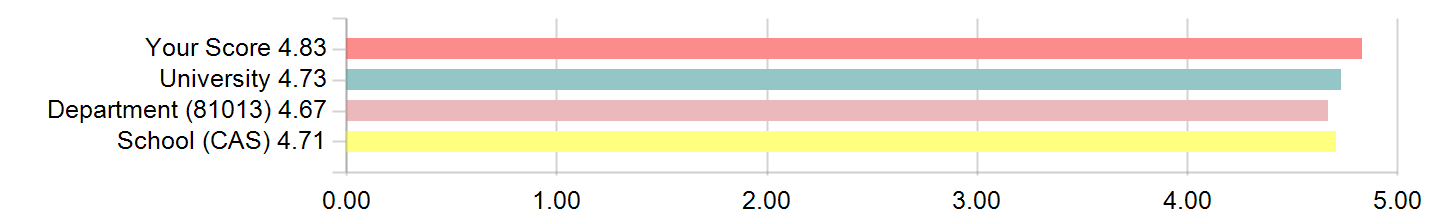 Your Score 4.83
University 4.73
Department (81013) 4.67
School (CAS) 4.71
0.00 1.00 2.00 3.00 4.00 5.00